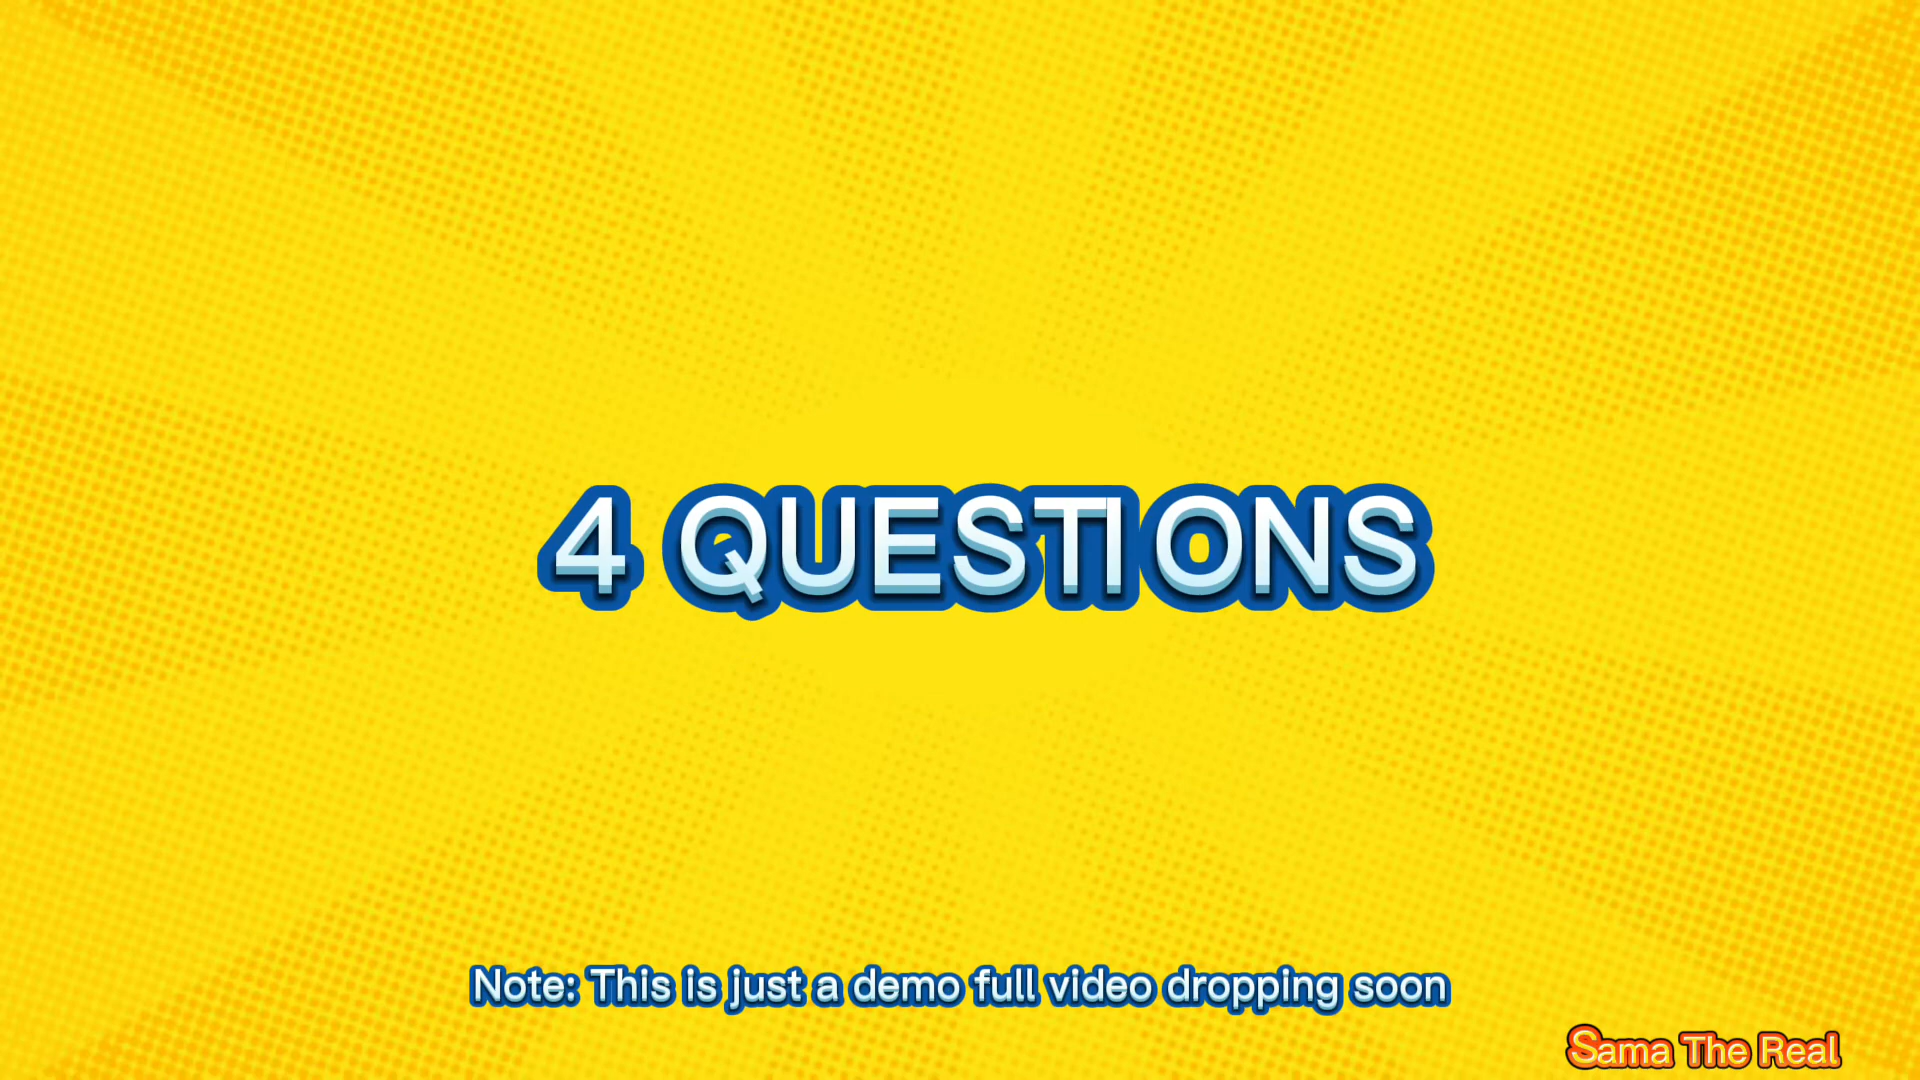 4 QUESTIONS
Note: This is just a demo full video dropping soon
Sama The Real